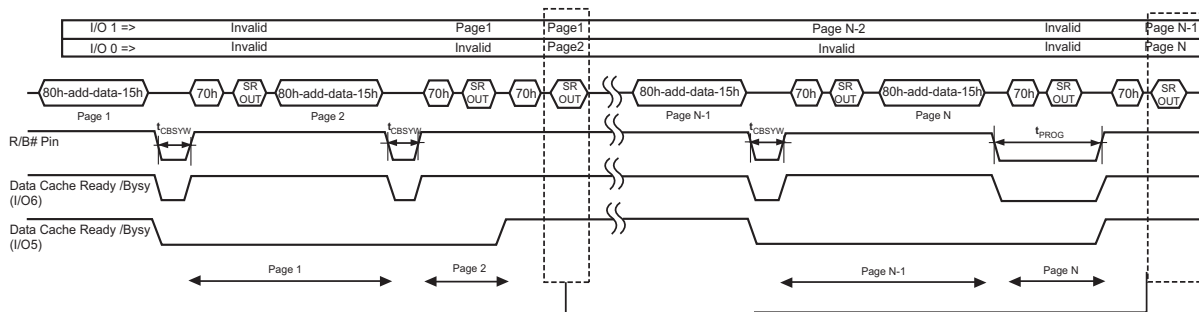 I/O 1 => Invalid Page1 Page1 Page N-2 Invalid Page N-1
I/O 0 => Invalid Invalid Page2 Invalid Invalid Page N
80h-add-data-15h 70h SR OUT 80h-add-data-15h 70h SR OUT 70h SR OUT 80h-add-data-15h 70h SR OUT 80h-add-data-15h 70h SR OUT 70h SR OUT
Page 1 Page 2 Page N-1 Page N
R/B# Pin tCBSYW tCBSYW tCBSYW tPROG
Data Cache Ready /Bysy
(I/O6)
Data Cache Ready /Bysy
(I/O5)
Page 1 Page 2 Page N-1 Page N